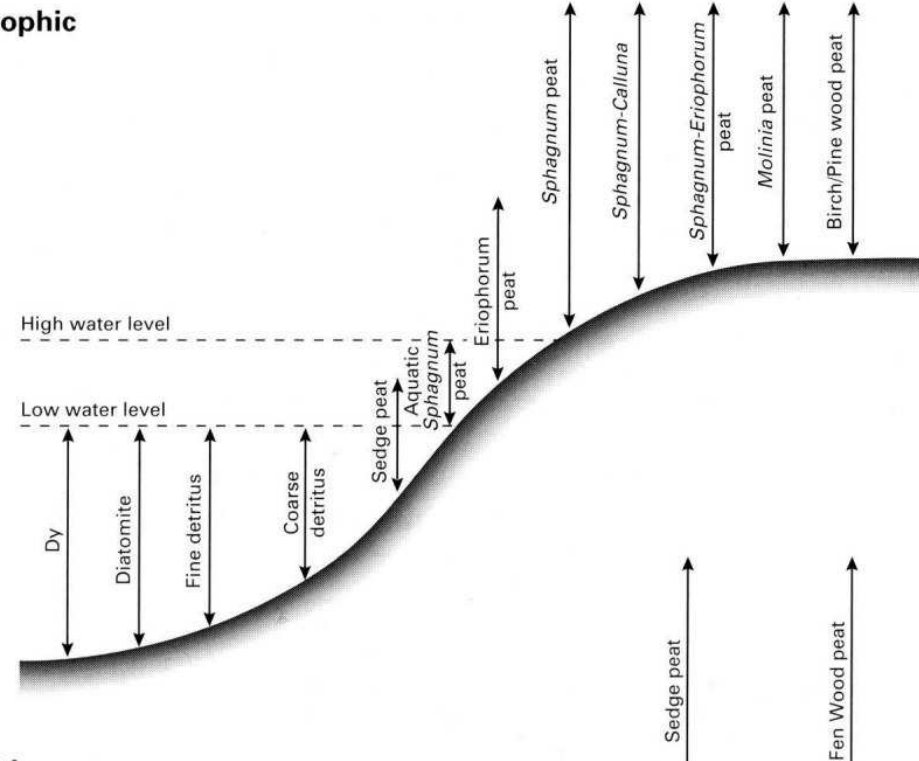 ophic
Sphagnum peat
Sphagnum-Calluna
Sphagnum-Eriophorum
peat
Molinia peat
Birch/Pine wood peat
Eriophorum
peat
High water level
Aquatic
Sphagnum
peat
Low water level
Sedge peat
Dy
Diatomite
Fine detritus
Coarse
detritus
Sedge peat
Fen Wood peat